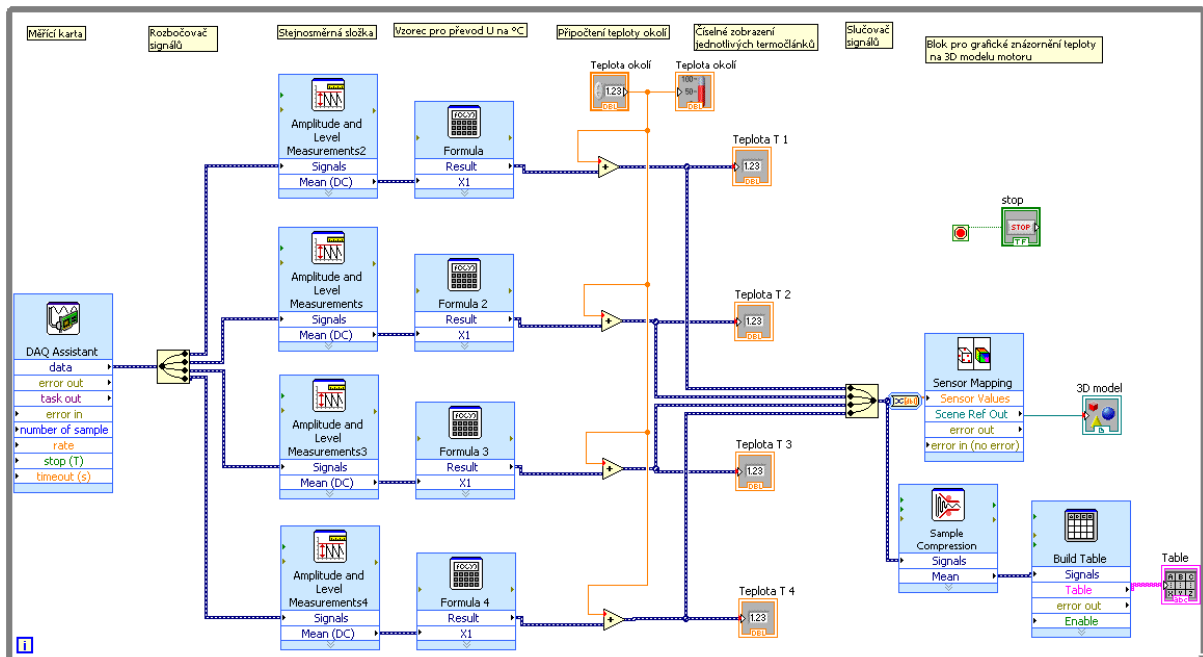 Měřící karta
Rozbočovač
signálů
Stejnosměrná složka
Vzorec pro převod U na °C
Připočtení teploty okolí
Číselné zobrazení
jednotlivých termočlánků
Slučovač
signálů
Blok pro grafické znázornění teploty
na 3D modelu motoru
Teplota okolí
1.23
DBL
Teplota okolí
100
50
DBL
Amplitude and
Level
Measurements2
Signals
Mean (DC)
Formula
Result
X1
Teplota T 1
1.23
DBL
stop
STOP
TF
Amplitude and
Level
Measurements
Signals
Mean (DC)
Formula 2
Result
X1
Teplota T 2
1.23
DBL
DAQ Assistant
data
error out
task out
error in
number of sample
rate
stop (T)
timeout (s)
Amplitude and
Level
Measurements3
Signals
Mean (DC)
Formula 3
Result
X1
Teplota T 3
1.23
DBL
Sensor Mapping
Sensor Values
Scene Ref Out
error out
error in (no error)
3D model
Amplitude and
Level
Measurements4
Signals
Mean (DC)
Formula 4
Result
X1
Teplota T 4
1.23
DBL
Sample
Compression
Signals
Mean
Build Table
Signals
Table
error out
Enable
Table
i